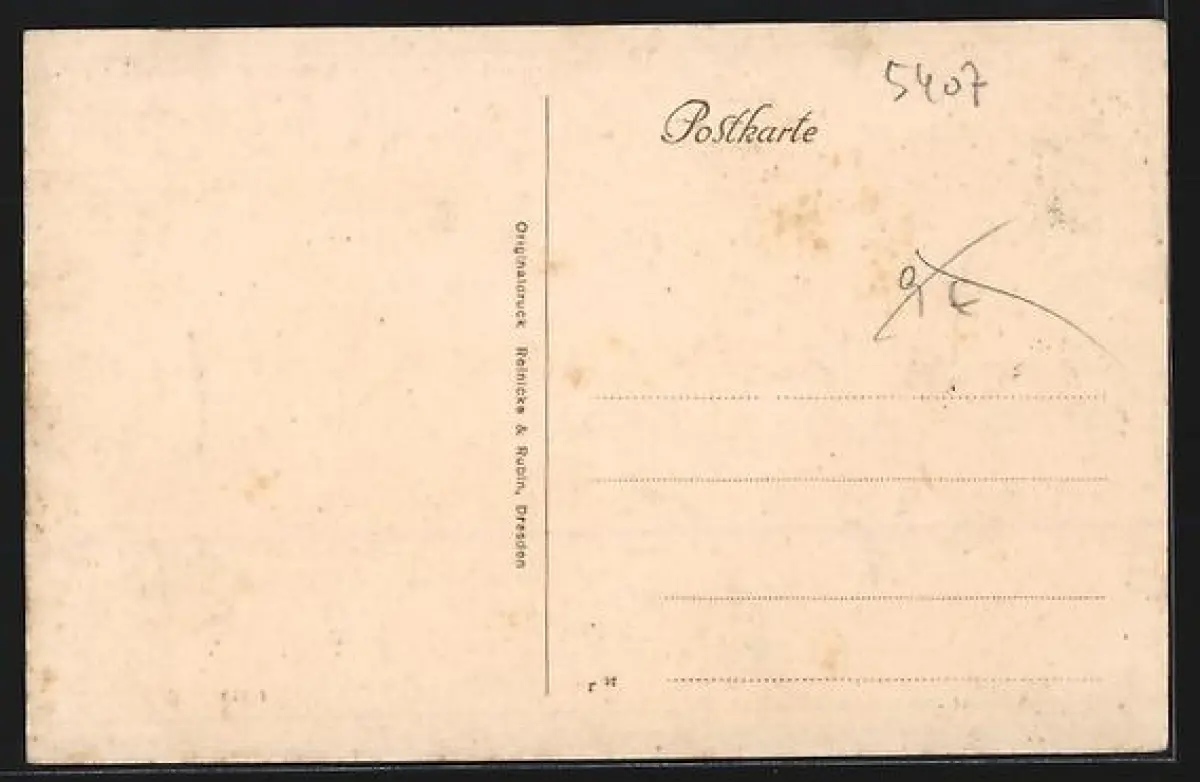 5407
Postkarte
Originaldruck Reinicke & Rubin, Dresden